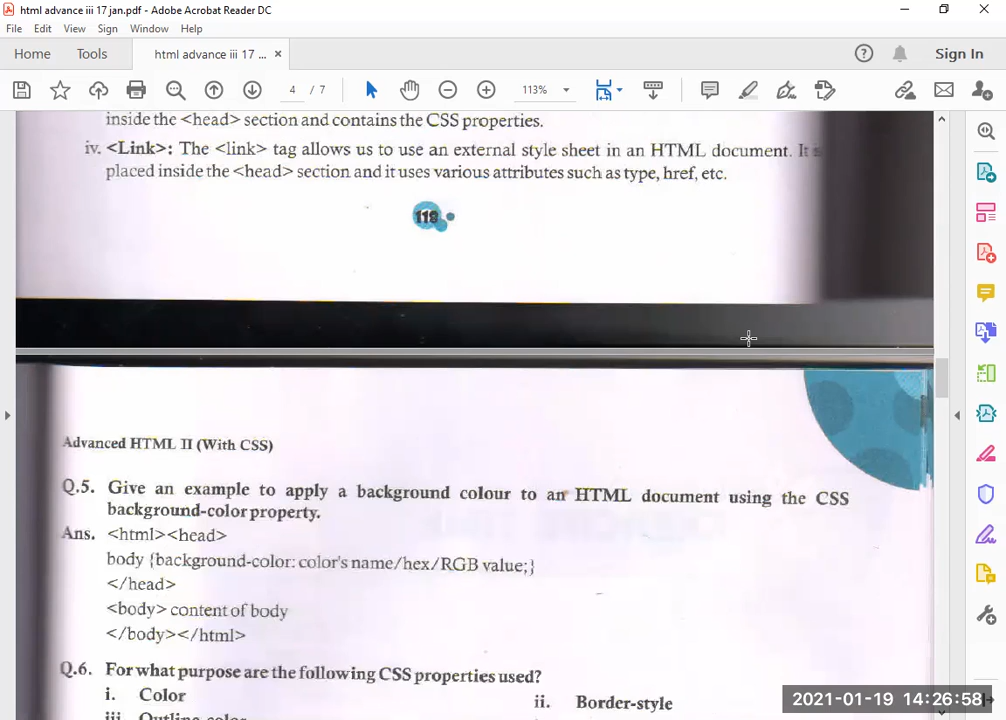 html advance iii 17 jan.pdf - Adobe Acrobat Reader DC
File Edit View Sign Window Help
Home Tools html advance iii 17 ... × Sign In
4 / 7 113%
inside the <head> section and contains the CSS properties.
iv. <Link>: The <link> tag allows us to use an external style sheet in an HTML document. It
placed inside the <head> section and it uses various attributes such as type, href, etc.
118
Advanced HTML II (With CSS)
Q.5. Give an example to apply a background colour to an HTML document using the CSS
background-color property.
Ans. <html><head>
body {background-color: color's name/hex/RGB value;}
</head>
<body> content of body
</body></html>
Q.6. For what purpose are the following CSS properties used?
i. Color ii. Border-style
iii. Outline-color
2021-01-19 14:26:58